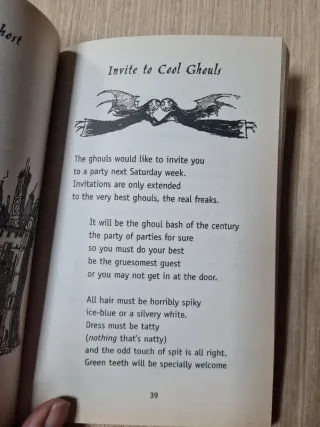 host
Invite to Cool Ghouls
The ghouls would like to invite you
to a party next Saturday week.
Invitations are only extended
to the very best ghouls, the real freaks.
It will be the ghoul bash of the century
the party of parties for sure
so you must do your best
be the gruesomest guest
or you may not get in at the door.
All hair must be horribly spiky
ice-blue or a silvery white.
Dress must be tatty
(nothing that's natty)
and the odd touch of spit is all right.
Green teeth will be specially welcome
39